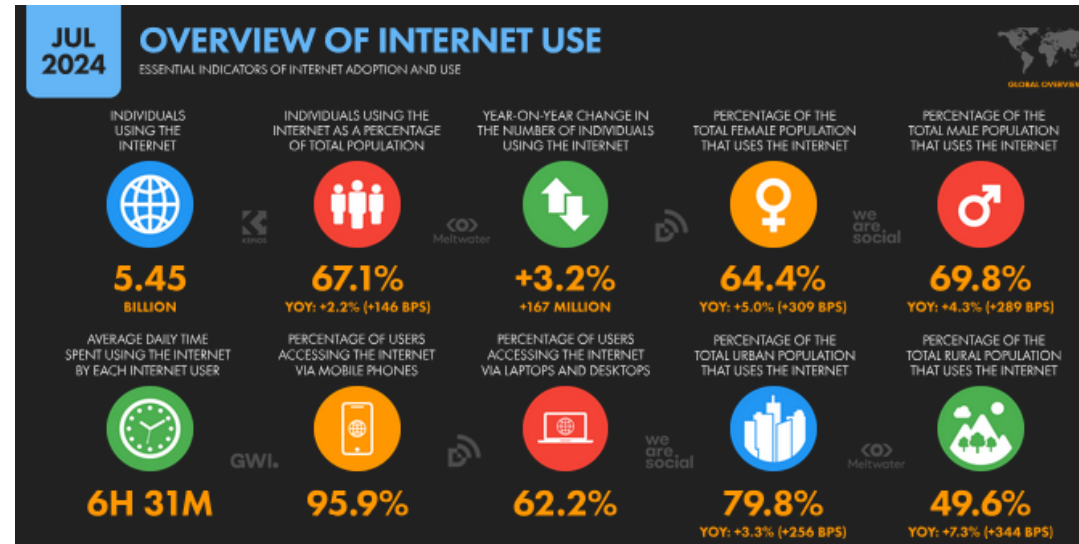 JUL
2024
OVERVIEW OF INTERNET USE
ESSENTIAL INDICATORS OF INTERNET ADOPTION AND USE
GLOBAL OVERVIEW
INDIVIDUALS
USING THE
INTERNET
5.45
BILLION
INDIVIDUALS USING THE
INTERNET AS A PERCENTAGE
OF TOTAL POPULATION
67.1%
YOY: +2.2% (+146 BPS)
YEAR-ON-YEAR CHANGE IN
THE NUMBER OF INDIVIDUALS
USING THE INTERNET
+3.2%
+167 MILLION
PERCENTAGE OF THE
TOTAL FEMALE POPULATION
THAT USES THE INTERNET
64.4%
YOY: +5.0% (+309 BPS)
PERCENTAGE OF THE
TOTAL MALE POPULATION
THAT USES THE INTERNET
69.8%
YOY: +4.3% (+289 BPS)
KEPIOS
Meltwater
we
are.
social
AVERAGE DAILY TIME
SPENT USING THE INTERNET
BY EACH INTERNET USER
6H 31M
PERCENTAGE OF USERS
ACCESSING THE INTERNET
VIA MOBILE PHONES
95.9%
PERCENTAGE OF USERS
ACCESSING THE INTERNET
VIA LAPTOPS AND DESKTOPS
62.2%
PERCENTAGE OF THE
TOTAL URBAN POPULATION
THAT USES THE INTERNET
79.8%
YOY: +3.3% (+256 BPS)
PERCENTAGE OF THE
TOTAL RURAL POPULATION
THAT USES THE INTERNET
49.6%
YOY: +7.3% (+344 BPS)
GWI.
we
are.
social
Meltwater